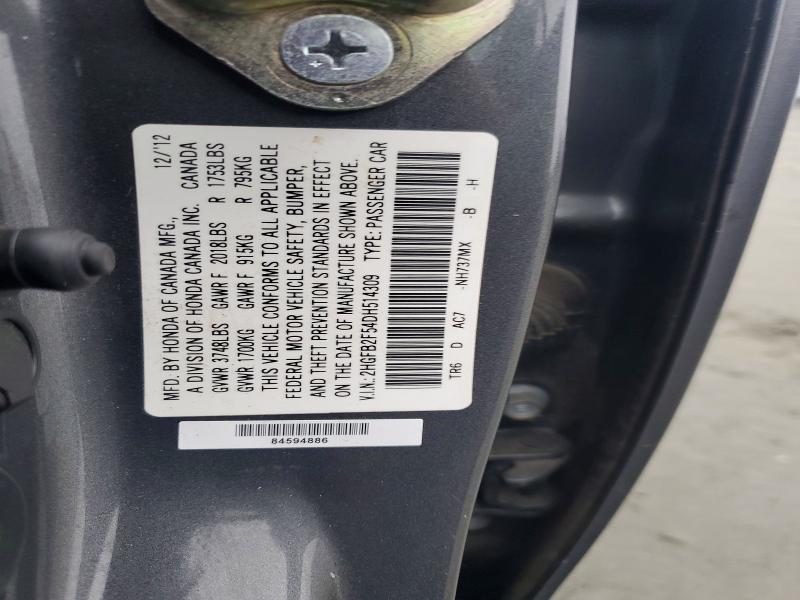 MFD. BY HONDA OF CANADA MFG., 12/'12
A DIVISION OF HONDA CANADA INC. CANADA
GVWR 3748LBS GAWR F 2018LBS R 1753LBS
GVWR 1700KG GAWR F 915KG R 795KG
THIS VEHICLE CONFORMS TO ALL APPLICABLE
FEDERAL MOTOR VEHICLE SAFETY, BUMPER,
AND THEFT PREVENTION STANDARDS IN EFFECT
ON THE DATE OF MANUFACTURE SHOWN ABOVE.
V.I.N.: 2HGFB2F54DH514309 TYPE: PASSENGER CAR
TR6 D AC7 -NH737MX -B -H
84594886